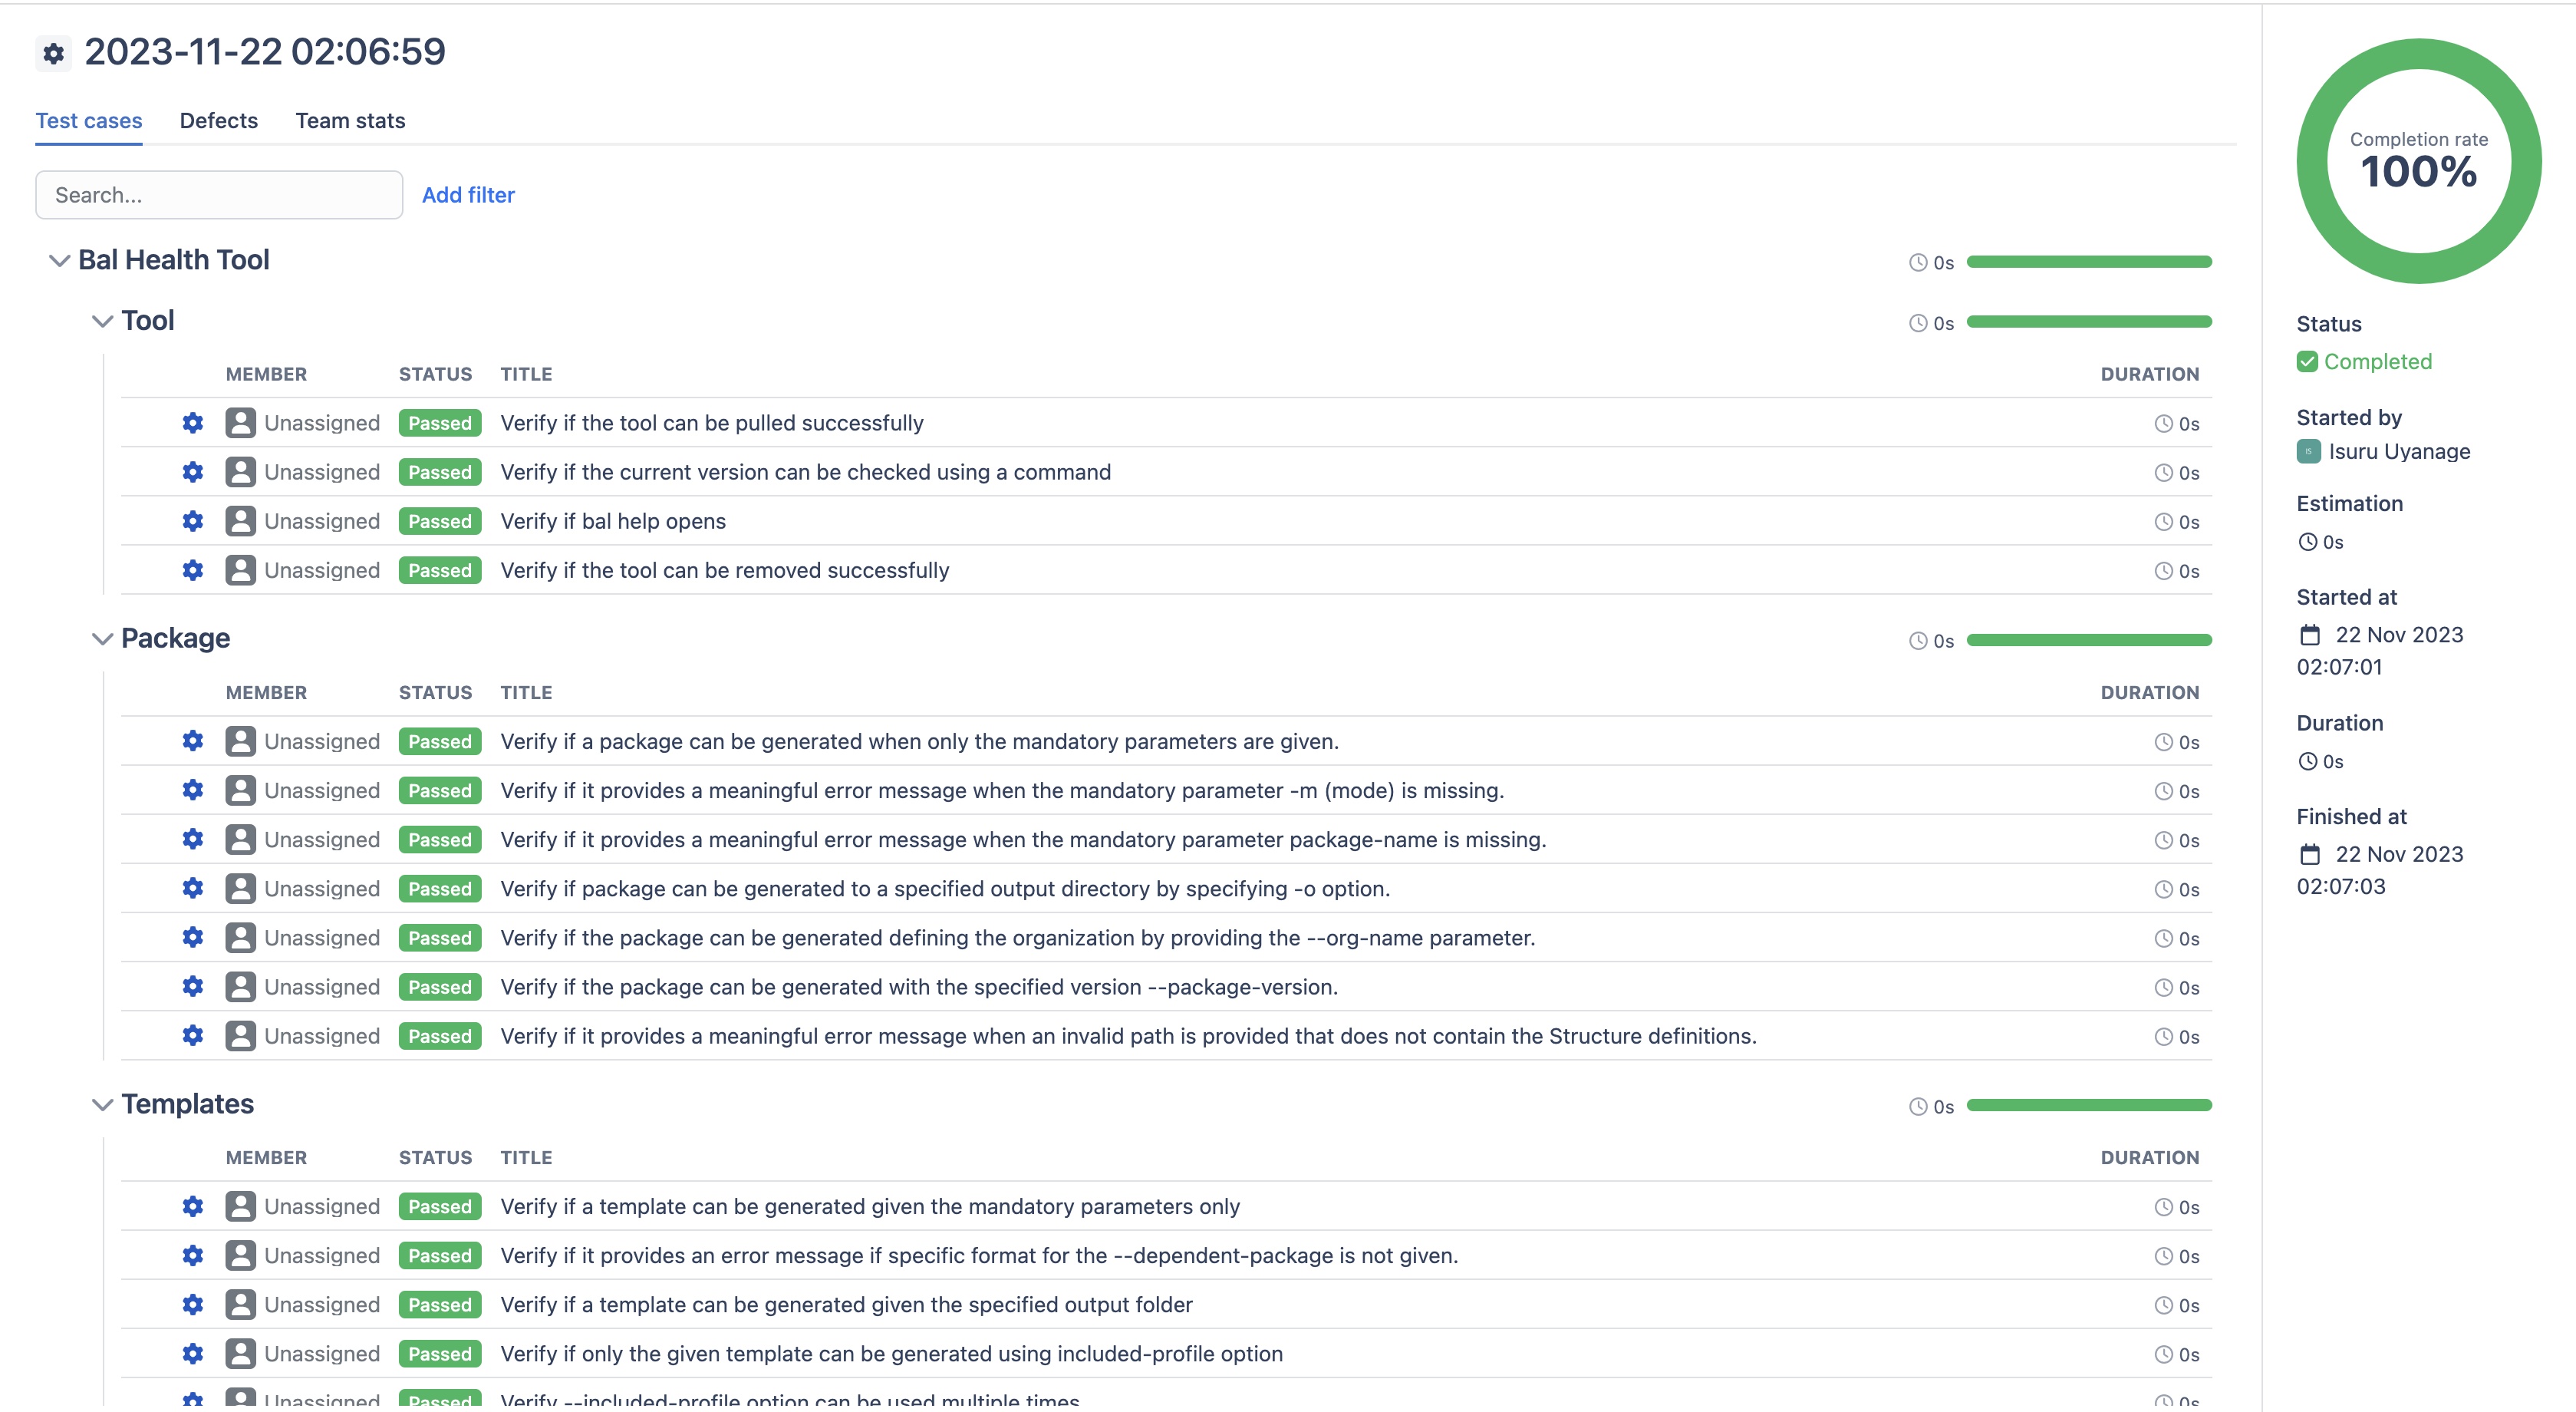 2023-11-22 02:06:59
Test cases Defects Team stats
Search... Add filter
Bal Health Tool 0s
Tool 0s
MEMBER STATUS TITLE DURATION
Unassigned Passed Verify if the tool can be pulled successfully 0s
Unassigned Passed Verify if the current version can be checked using a command 0s
Unassigned Passed Verify if bal help opens 0s
Unassigned Passed Verify if the tool can be removed successfully 0s
Package 0s
MEMBER STATUS TITLE DURATION
Unassigned Passed Verify if a package can be generated when only the mandatory parameters are given. 0s
Unassigned Passed Verify if it provides a meaningful error message when the mandatory parameter -m (mode) is missing. 0s
Unassigned Passed Verify if it provides a meaningful error message when the mandatory parameter package-name is missing. 0s
Unassigned Passed Verify if package can be generated to a specified output directory by specifying -o option. 0s
Unassigned Passed Verify if the package can be generated defining the organization by providing the --org-name parameter. 0s
Unassigned Passed Verify if the package can be generated with the specified version --package-version. 0s
Unassigned Passed Verify if it provides a meaningful error message when an invalid path is provided that does not contain the Structure definitions. 0s
Templates 0s
MEMBER STATUS TITLE DURATION
Unassigned Passed Verify if a template can be generated given the mandatory parameters only 0s
Unassigned Passed Verify if it provides an error message if specific format for the --dependent-package is not given. 0s
Unassigned Passed Verify if a template can be generated given the specified output folder 0s
Unassigned Passed Verify if only the given template can be generated using included-profile option 0s
Unassigned Passed Verify --included-profile option can be used multiple times 0s
Completion rate
100%
Status
Completed
Started by
IS Isuru Uyanage
Estimation
0s
Started at
22 Nov 2023
02:07:01
Duration
0s
Finished at
22 Nov 2023
02:07:03